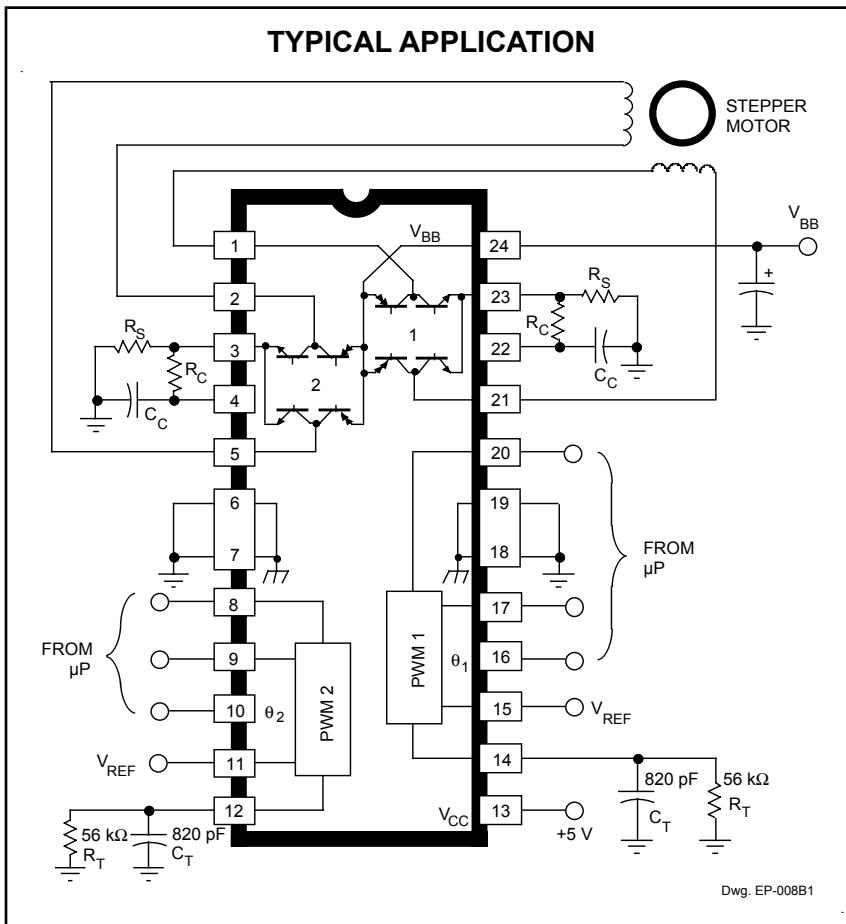 TYPICAL APPLICATION
STEPPER
MOTOR
V_BB
V_BB
1
24
2
23
R_S
R_S
R_C
3
1
22
R_C
C_C
2
4
21
C_C
5
20
6
19
7
18
FROM
µP
8
17
FROM
µP
9
PWM 2
PWM 1
θ_1
16
10
θ_2
15
V_REF
V_REF
11
14
12
V_CC
13
+5 V
56 kΩ
R_T
820 pF
C_T
820 pF
C_T
56 kΩ
R_T
Dwg. EP-008B1